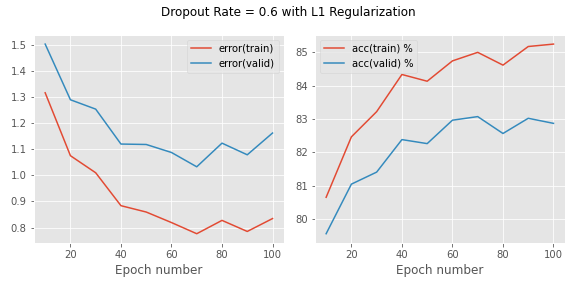 Dropout Rate = 0.6 with L1 Regularization
error(train)
error(valid)
1.5
1.4
1.3
1.2
1.1
1.0
0.9
0.8
20 40 60 80 100
Epoch number
acc(train) %
acc(valid) %
85
84
83
82
81
80
20 40 60 80 100
Epoch number